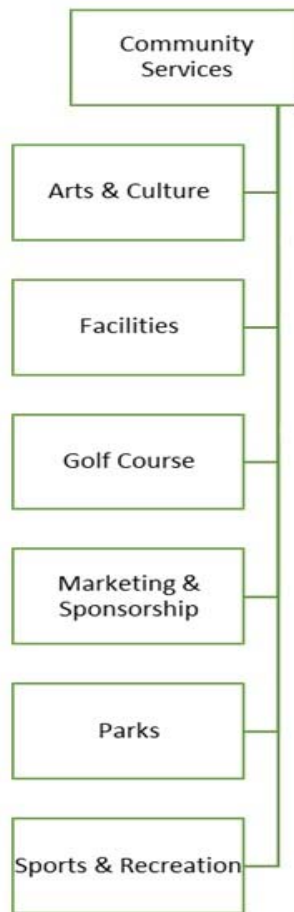 Community
Services
Arts & Culture
Facilities
Golf Course
Marketing &
Sponsorship
Parks
Sports & Recreation